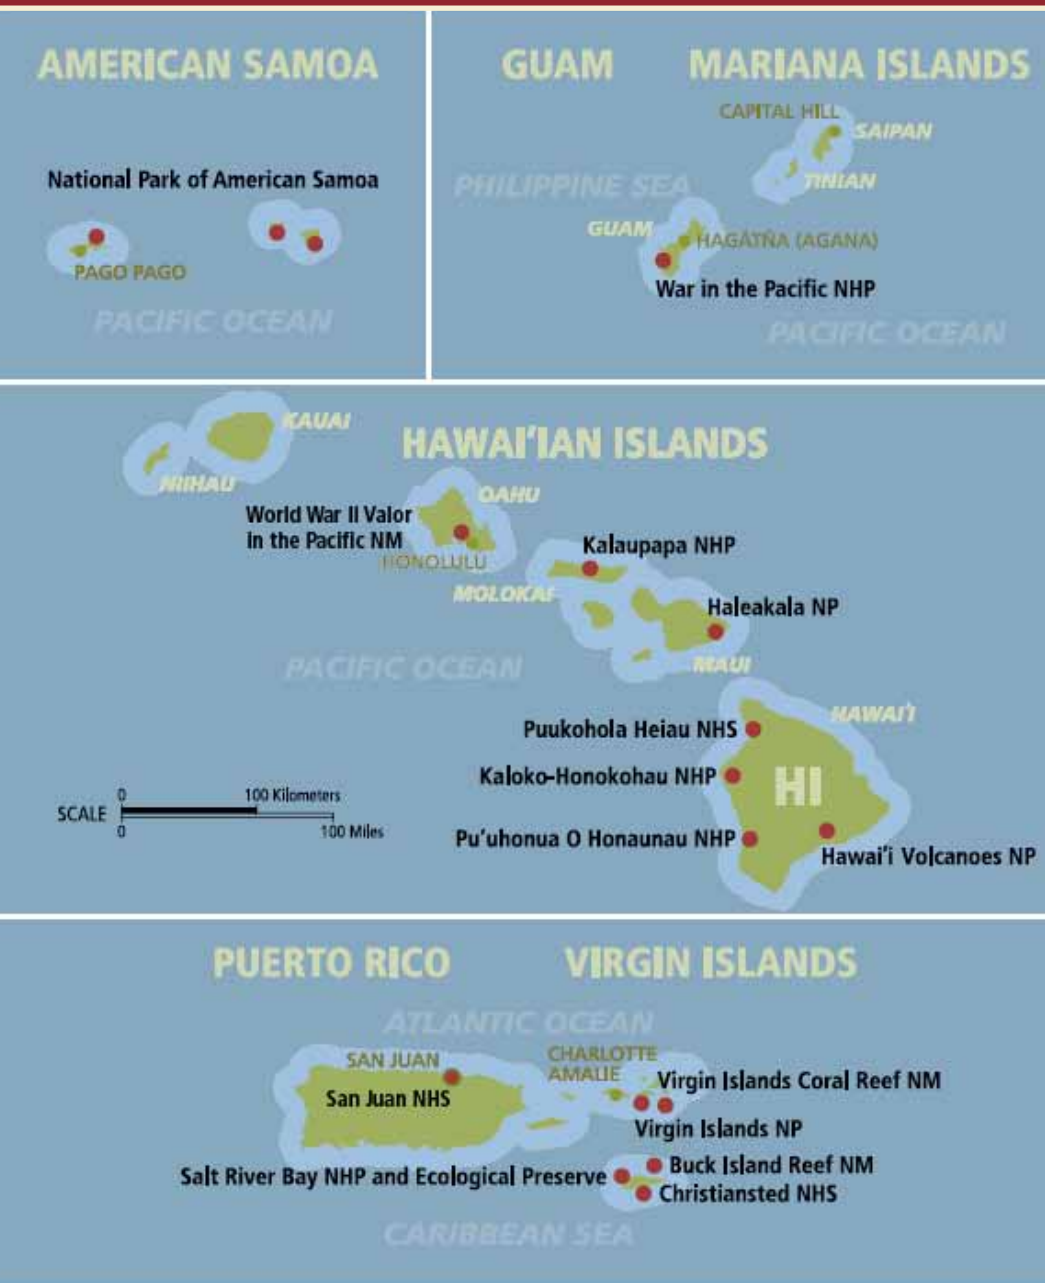 AMERICAN SAMOA
National Park of American Samoa
PAGO PAGO
PACIFIC OCEAN
GUAM
MARIANA ISLANDS
CAPITAL HILL
SAIPAN
TINIAN
PHILIPPINE SEA
GUAM
HAGÅTÑA (AGANA)
War in the Pacific NHP
PACIFIC OCEAN
KAUAI
HAWAI'IAN ISLANDS
NIIHAU
OAHU
World War II Valor
in the Pacific NM
HONOLULU
Kalaupapa NHP
MOLOKAI
Haleakala NP
PACIFIC OCEAN
MAUI
HAWAI'I
Puukohola Heiau NHS
Kaloko-Honokohau NHP
HI
SCALE
0
100 Kilometers
0
100 Miles
Pu'uhonua O Honaunau NHP
Hawai'i Volcanoes NP
PUERTO RICO
VIRGIN ISLANDS
ATLANTIC OCEAN
SAN JUAN
San Juan NHS
CHARLOTTE
AMALIE
Virgin Islands Coral Reef NM
Virgin Islands NP
Buck Island Reef NM
Salt River Bay NHP and Ecological Preserve
Christiansted NHS
CARIBBEAN SEA